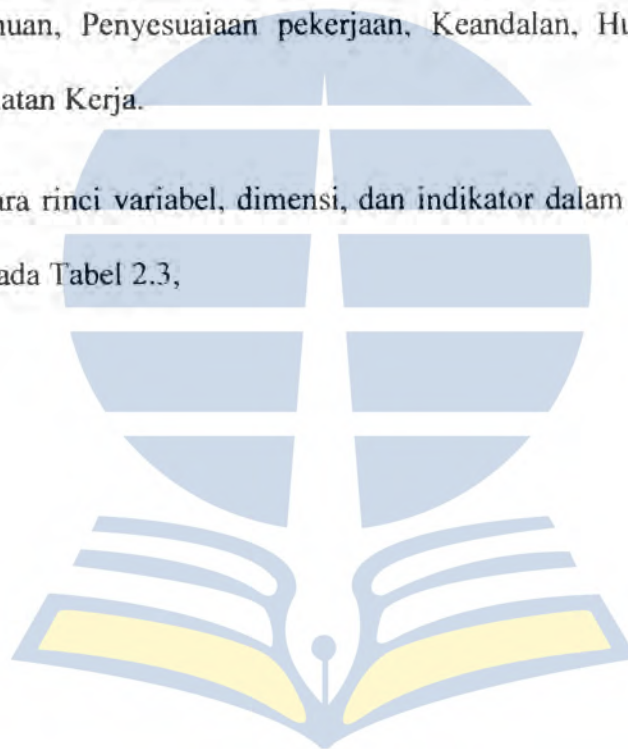 nuan, Penyesuaiaan pekerjaan, Keandalan, Hu
atan Kerja.
ara rinci variabel, dimensi, dan indikator dalam
ada Tabel 2.3,